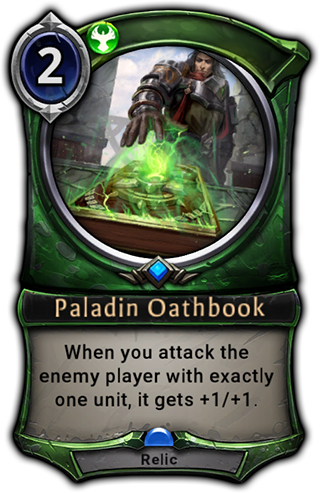 2
Paladin Oathbook
When you attack the
enemy player with exactly
one unit, it gets +1/+1.
Relic